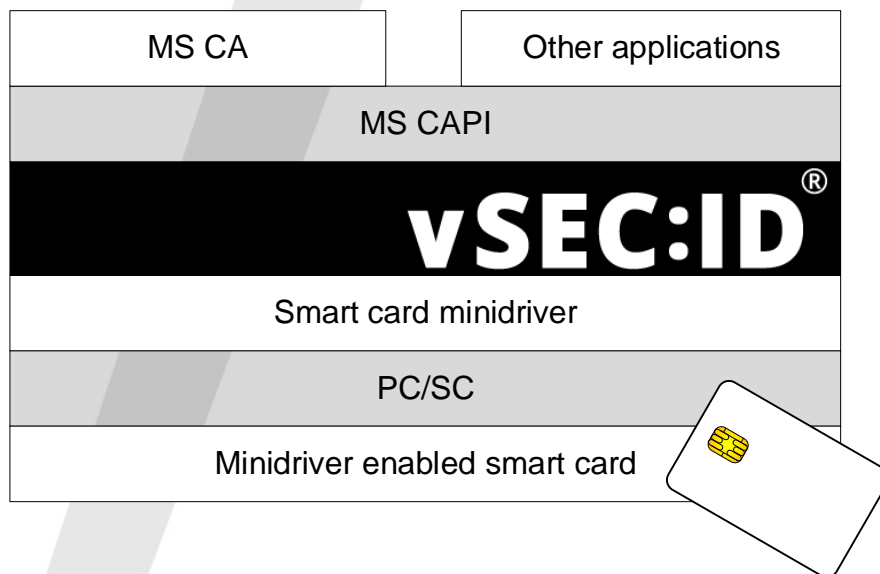 MS CA
Other applications
MS CAPI
vSEC:ID®
Smart card minidriver
PC/SC
Minidriver enabled smart card